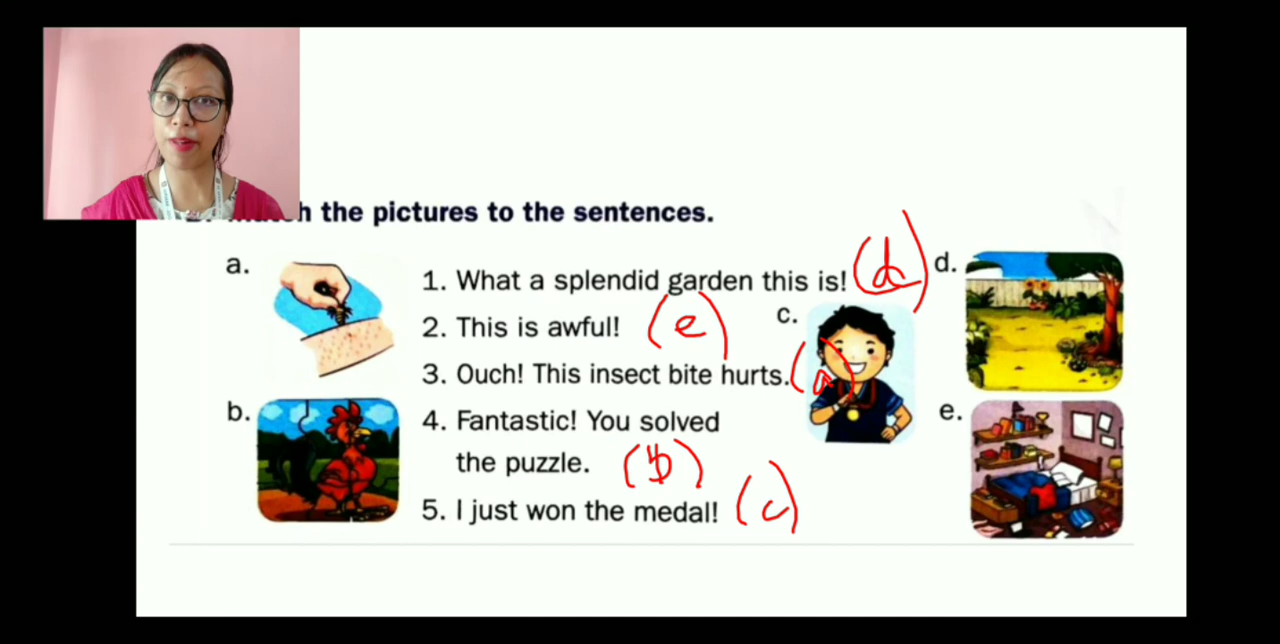 h the pictures to the sentences.
a.
1. What a splendid garden this is! (d)
d.
2. This is awful! (e)
c.
3. Ouch! This insect bite hurts. (a)
b.
4. Fantastic! You solved
e.
the puzzle. (b)
5. I just won the medal! (c)